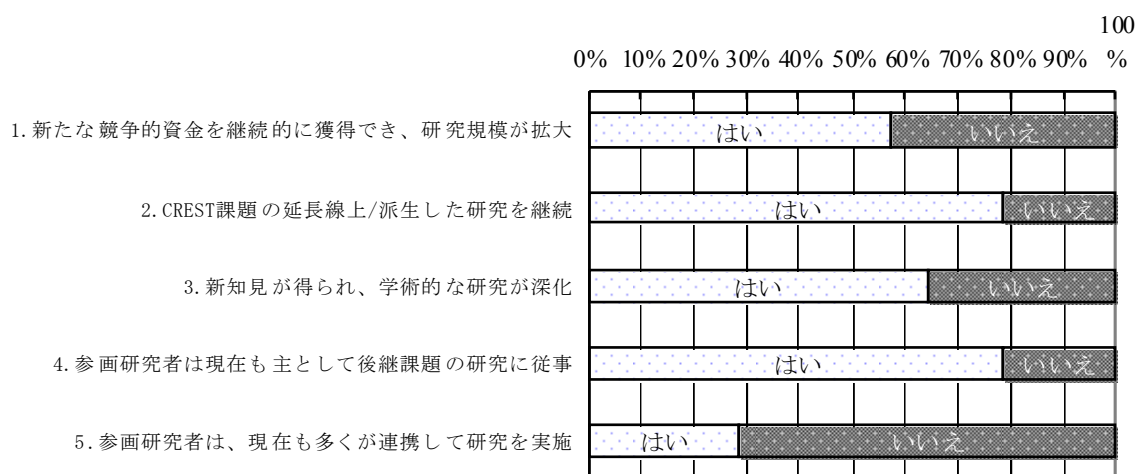 100
0% 10% 20% 30% 40% 50% 60% 70% 80% 90% %
1.新たな競争的資金を継続的に獲得でき、研究規模が拡大
はい いいえ
2.CREST課題の延長線上/派生した研究を継続
はい いいえ
3.新知見が得られ、学術的な研究が深化
はい いいえ
4.参画研究者は現在も主として後継課題の研究に従事
はい いいえ
5.参画研究者は、現在も多くが連携して研究を実施
はい いいえ